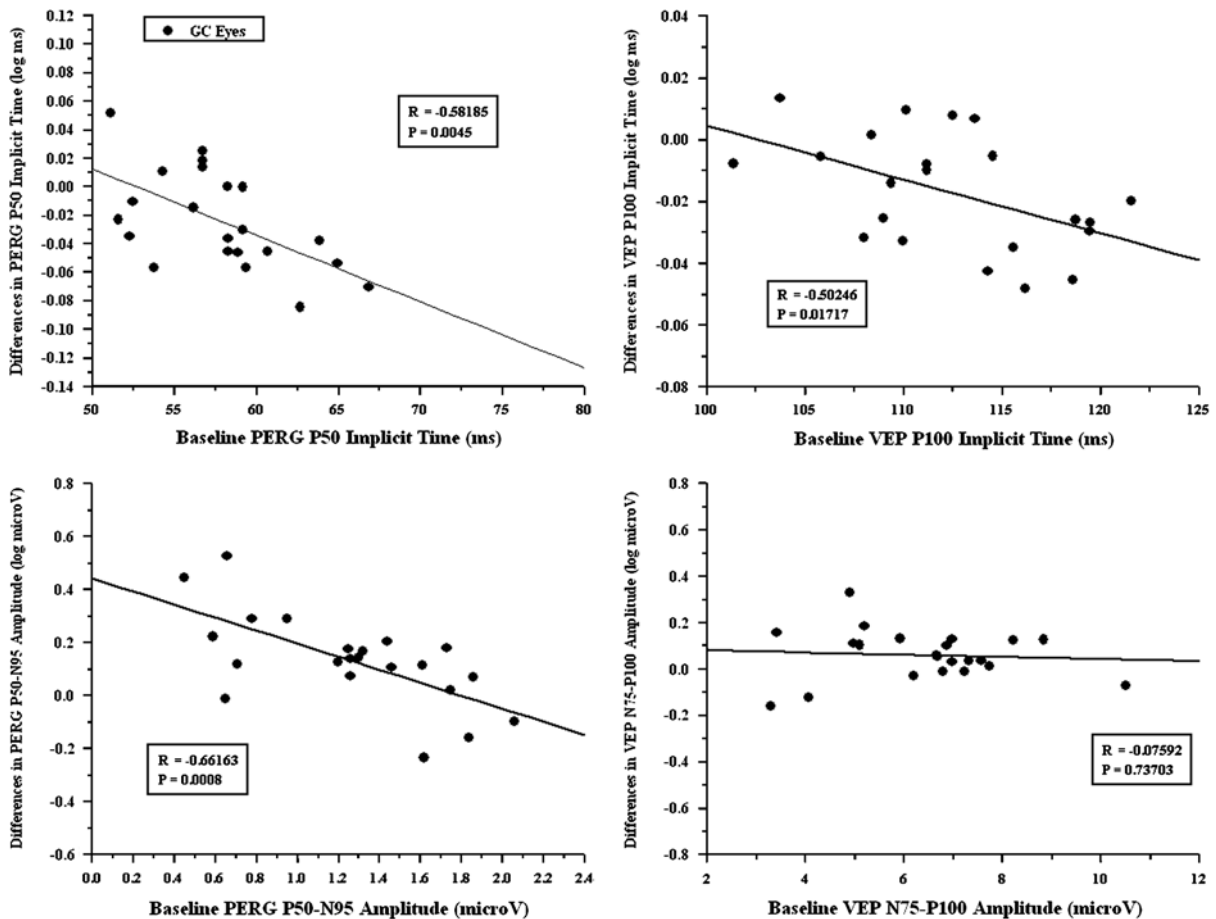 Differences in PERG P50 Implicit Time (log ms)
0.12
0.10
0.08
0.06
0.04
0.02
0.00
-0.02
-0.04
-0.06
-0.08
-0.10
-0.12
-0.14
GC Eyes
R = -0.58185
P = 0.0045
50 55 60 65 70 75 80
Baseline PERG P50 Implicit Time (ms)
Differences in VEP P100 Implicit Time (log ms)
0.04
0.02
0.00
-0.02
-0.04
-0.06
-0.08
R = -0.50246
P = 0.01717
100 105 110 115 120 125
Baseline VEP P100 Implicit Time (ms)
Differences in PERG P50-N95 Amplitude (log microV)
0.8
0.6
0.4
0.2
0.0
-0.2
-0.4
-0.6
R = -0.66163
P = 0.0008
0.0 0.2 0.4 0.6 0.8 1.0 1.2 1.4 1.6 1.8 2.0 2.2 2.4
Baseline PERG P50-N95 Amplitude (microV)
Differences in VEP N75-P100 Amplitude (log microV)
0.8
0.6
0.4
0.2
0.0
-0.2
-0.4
-0.6
-0.8
R = -0.07592
P = 0.73703
2 4 6 8 10 12
Baseline VEP N75-P100 Amplitude (microV)